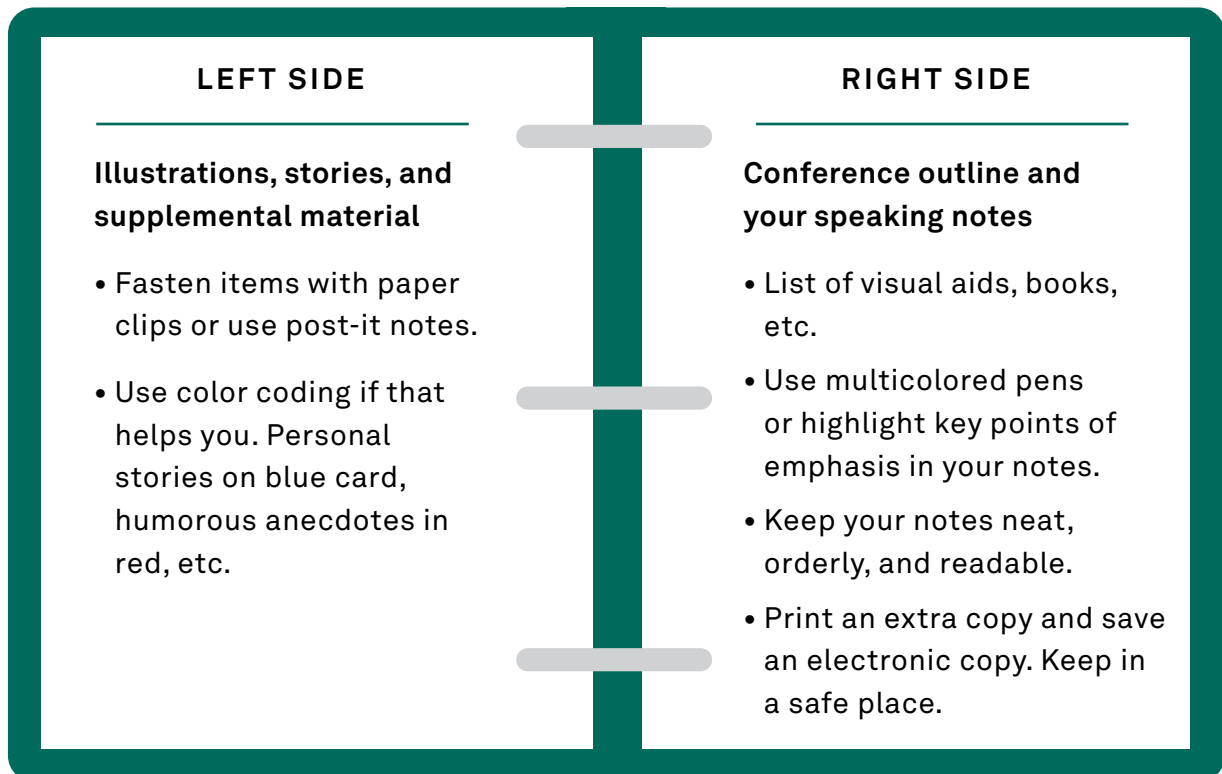 LEFT SIDE
Illustrations, stories, and
supplemental material
• Fasten items with paper
clips or use post-it notes.
• Use color coding if that
helps you. Personal
stories on blue card,
humorous anecdotes in
red, etc.
RIGHT SIDE
Conference outline and
your speaking notes
• List of visual aids, books,
etc.
• Use multicolored pens
or highlight key points of
emphasis in your notes.
• Keep your notes neat,
orderly, and readable.
• Print an extra copy and save
an electronic copy. Keep in
a safe place.